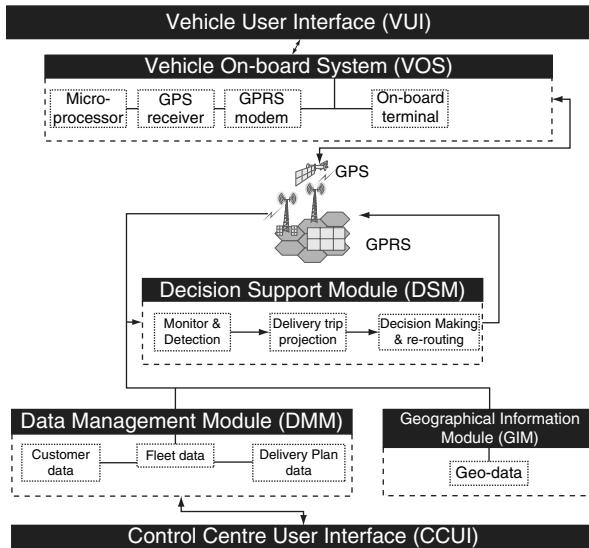 Vehicle User Interface (VUI)
Vehicle On-board System (VOS)
Micro-
processor
GPS
receiver
GPRS
modem
On-board
terminal
GPS
GPRS
Decision Support Module (DSM)
Monitor &
Detection
Delivery trip
projection
Decision Making
& re-routing
Data Management Module (DMM)
Customer
data
Fleet data
Delivery Plan
data
Geographical Information
Module (GIM)
Geo-data
Control Centre User Interface (CCUI)